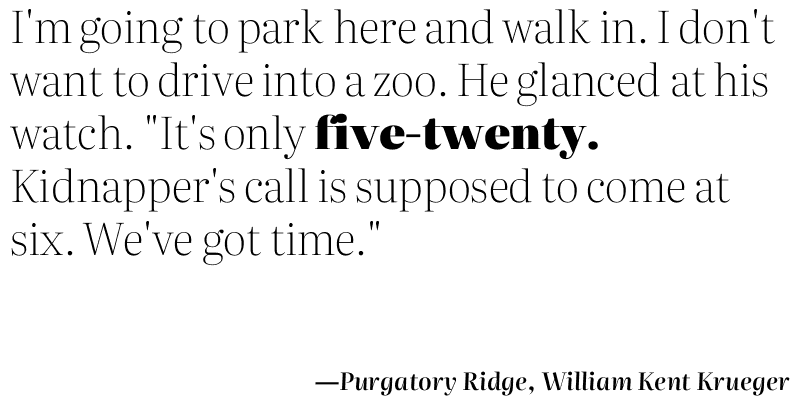 I'm going to park here and walk in. I don't
want to drive into a zoo. He glanced at his
watch. "It's only five-twenty.
Kidnapper's call is supposed to come at
six. We've got time."
—Purgatory Ridge, William Kent Krueger